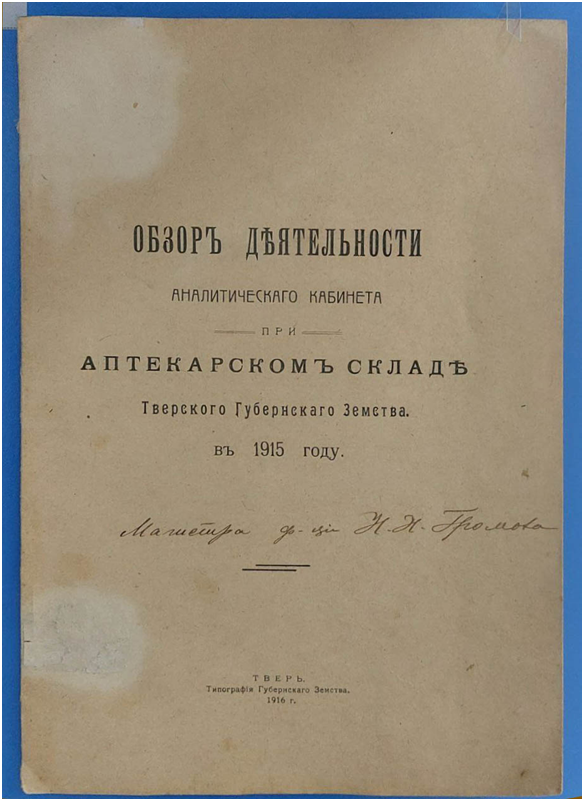 ОБЗОРЪ ДѢЯТЕЛЬНОСТИ
АНАЛИТИЧЕСКАГО КАБИНЕТА
ПРИ
АПТЕКАРСКОМЪ СКЛАДѢ
Тверского Губернскаго Земства.
въ 1915 году.
Магистра ф-ціи Н. Н. Громова
ТВЕРЬ.
Типографія Губернскаго Земства.
1916 г.